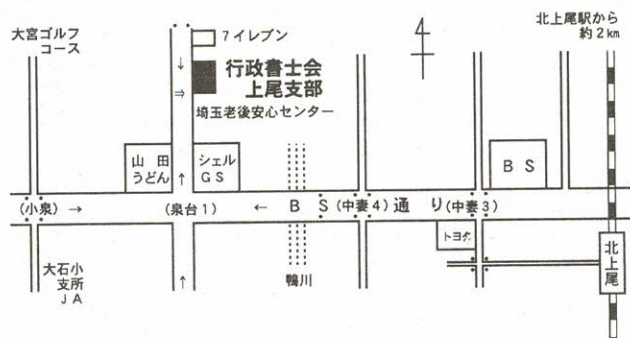 大宮ゴルフ
コース
7イレブン
行政書士会
上尾支部
埼玉老後安心センター
4
北上尾駅から
約2km
山田
うどん
シェル
GS
BS
(小泉)→
(泉台1)
← BS(中妻4)通り(中妻3)
トヨタ
大石小
支所
JA
鴨川
北上尾